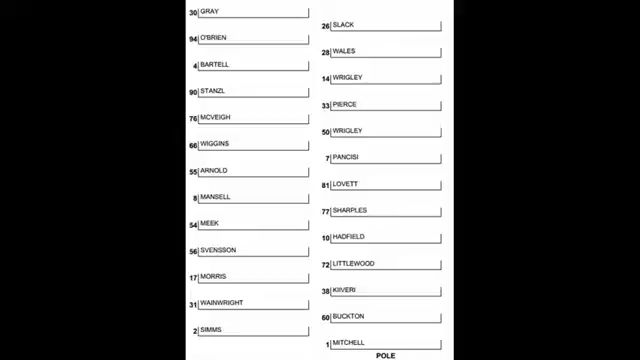 30 GRAY
26 SLACK
94 O'BRIEN
28 WALES
4 BARTELL
14 WRIGLEY
90 STANZL
33 PIERCE
76 MCVEIGH
50 WRIGLEY
66 WIGGINS
7 PANCISI
55 ARNOLD
81 LOVETT
8 MANSELL
77 SHARPLES
54 MEEK
10 HADFIELD
56 SVENSSON
72 LITTLEWOOD
17 MORRIS
38 KIIVERI
31 WAINWRIGHT
60 BUCKTON
2 SIMMS
1 MITCHELL
POLE